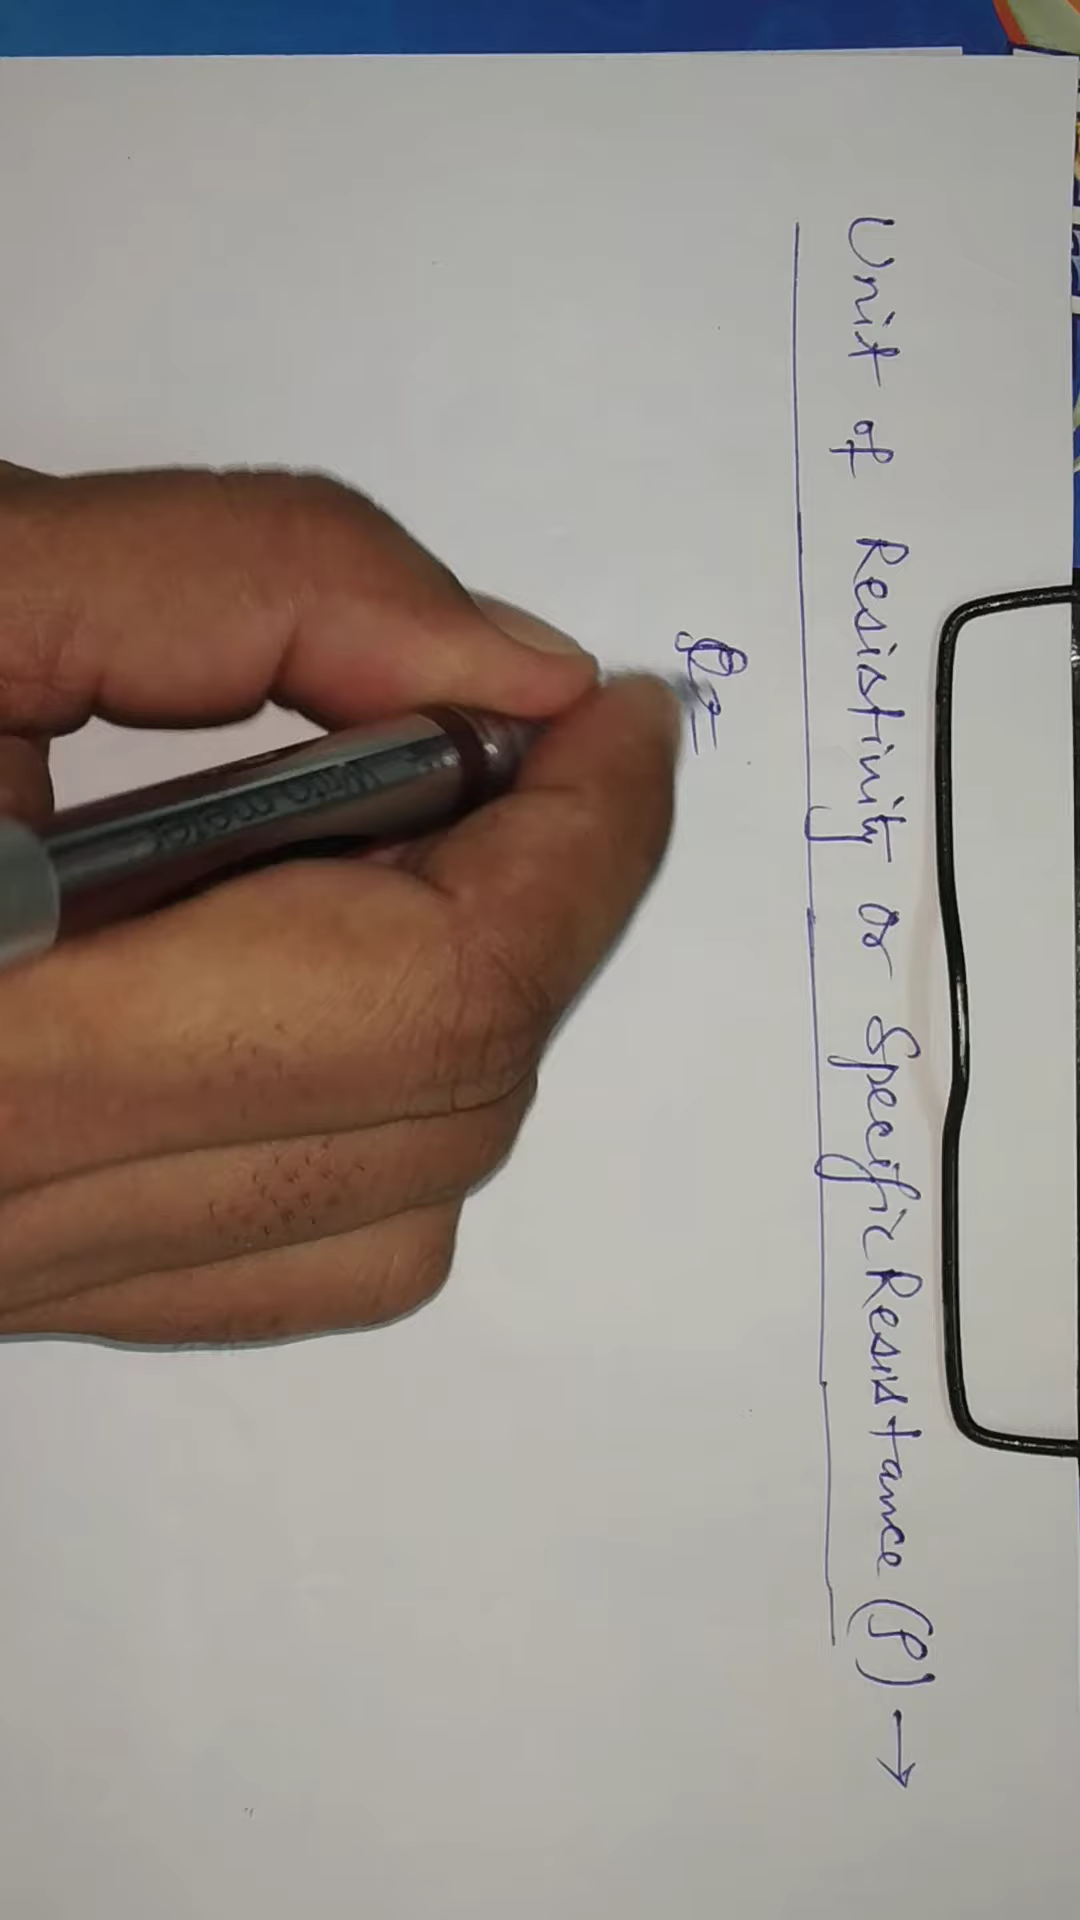 Unit of Resistivity or Specific Resistance (ρ) →